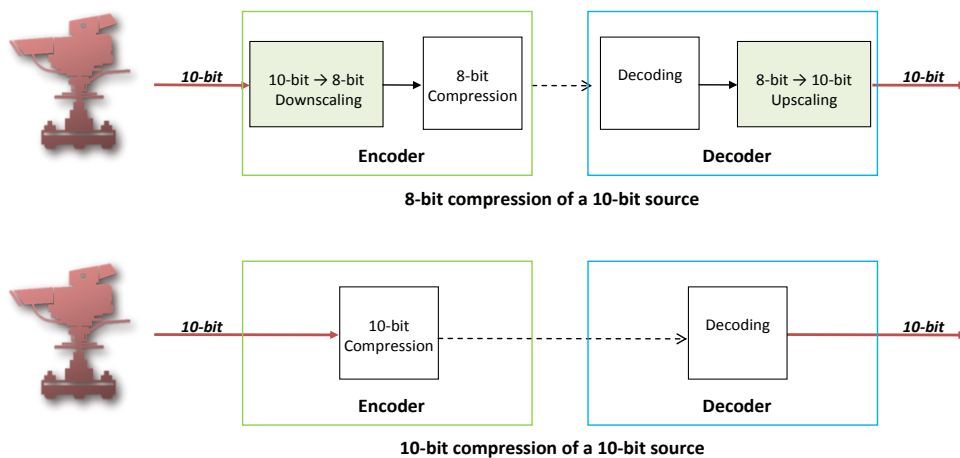 10-bit
10-bit → 8-bit
Downscaling
8-bit
Compression
Encoder
Decoding
8-bit → 10-bit
Upscaling
Decoder
10-bit
8-bit compression of a 10-bit source
10-bit
10-bit
Compression
Encoder
Decoding
Decoder
10-bit
10-bit compression of a 10-bit source